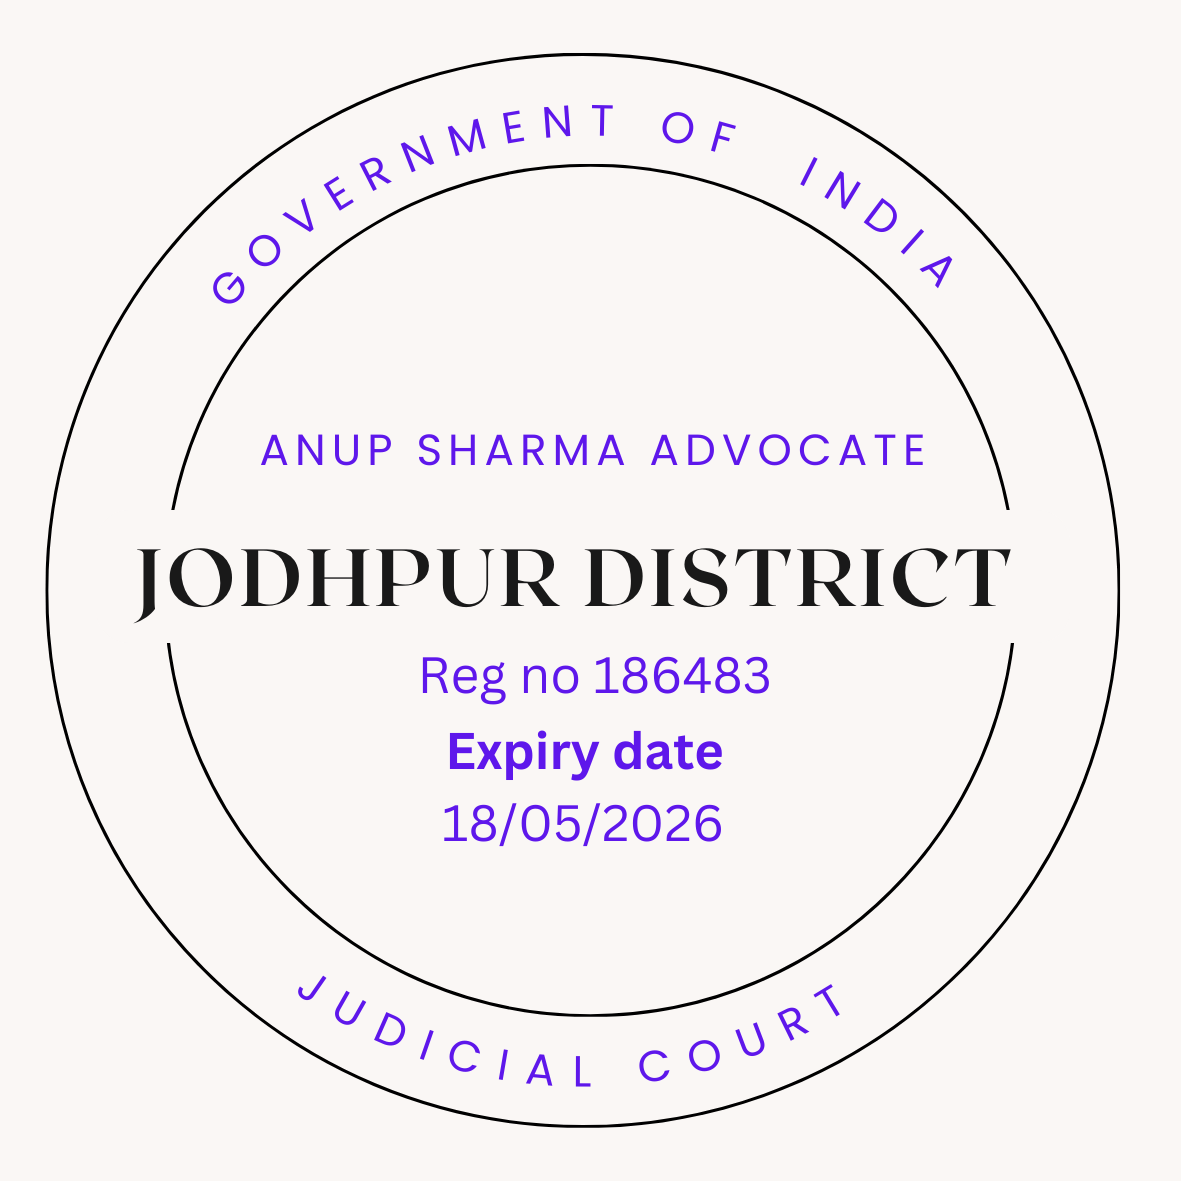 GOVERNMENT OF INDIA
ANUP SHARMA ADVOCATE
JODHPUR DISTRICT
Reg no 186483
Expiry date
18/05/2026
JUDICIAL COURT